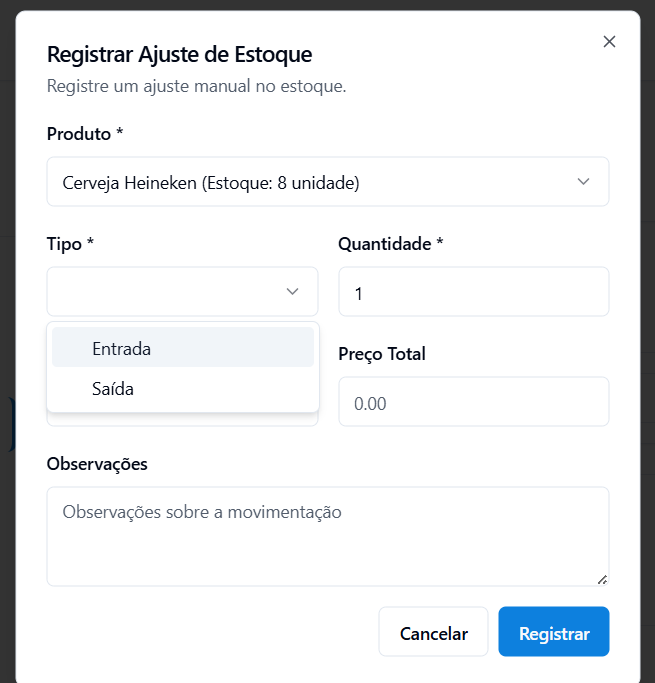 Registrar Ajuste de Estoque
Registre um ajuste manual no estoque.
Produto *
Cerveja Heineken (Estoque: 8 unidade)
Tipo *
Quantidade *
1
Entrada
Saída
Preço Total
0.00
Observações
Observações sobre a movimentação
Cancelar
Registrar